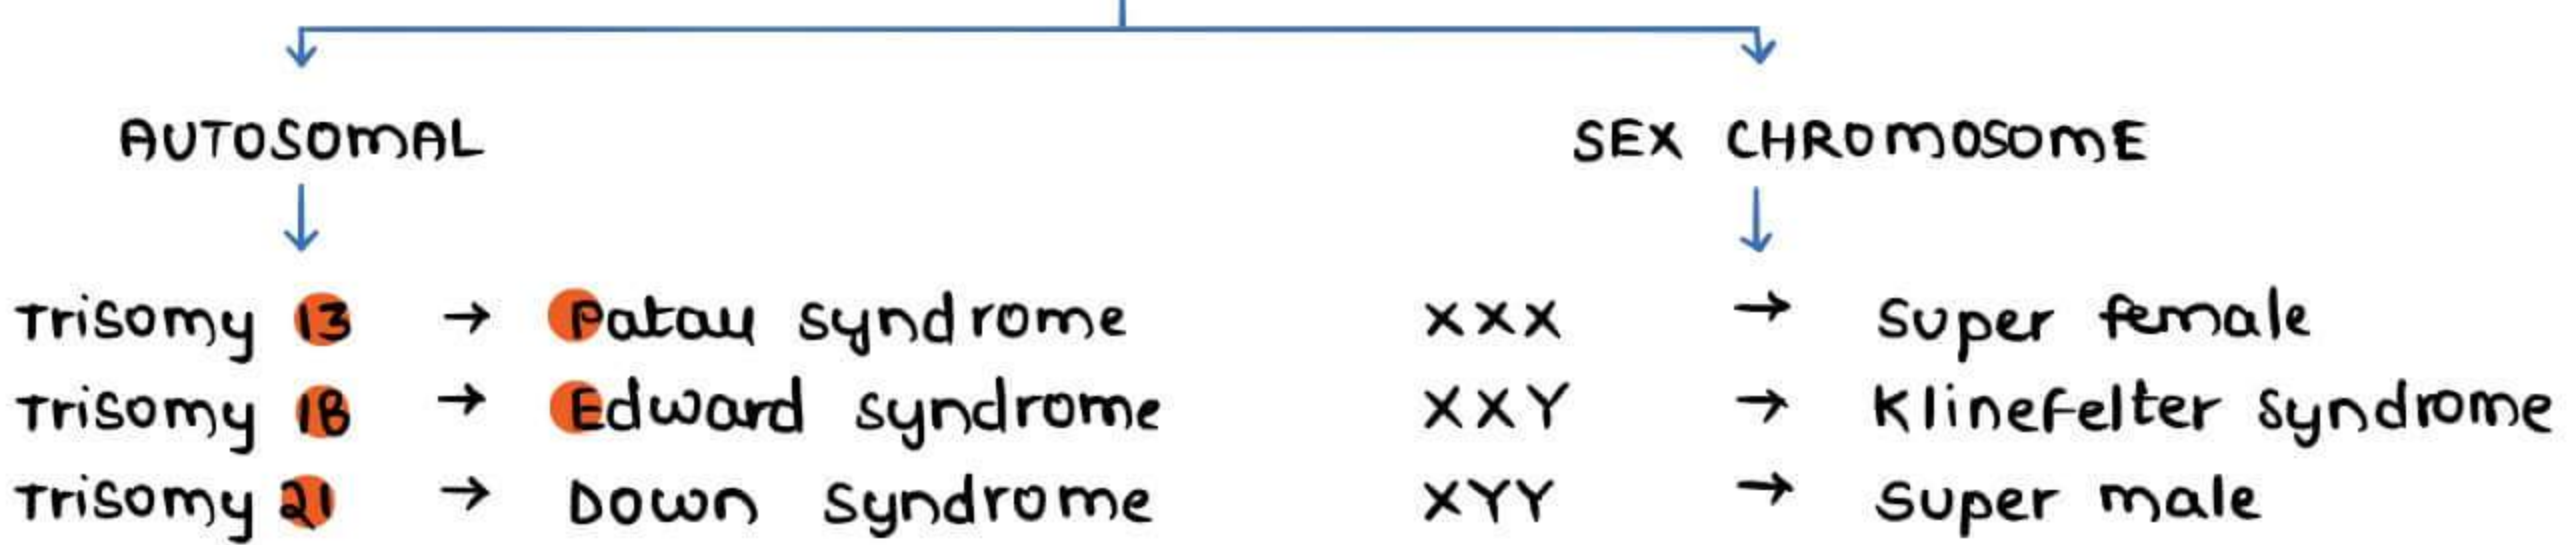 AUTOSOMAL
SEX CHROMOSOME
Trisomy 13 → Patau syndrome
Trisomy 18 → Edward syndrome
Trisomy 21 → Down syndrome
XXX → Super female
XXY → Klinefelter syndrome
XYY → Super male